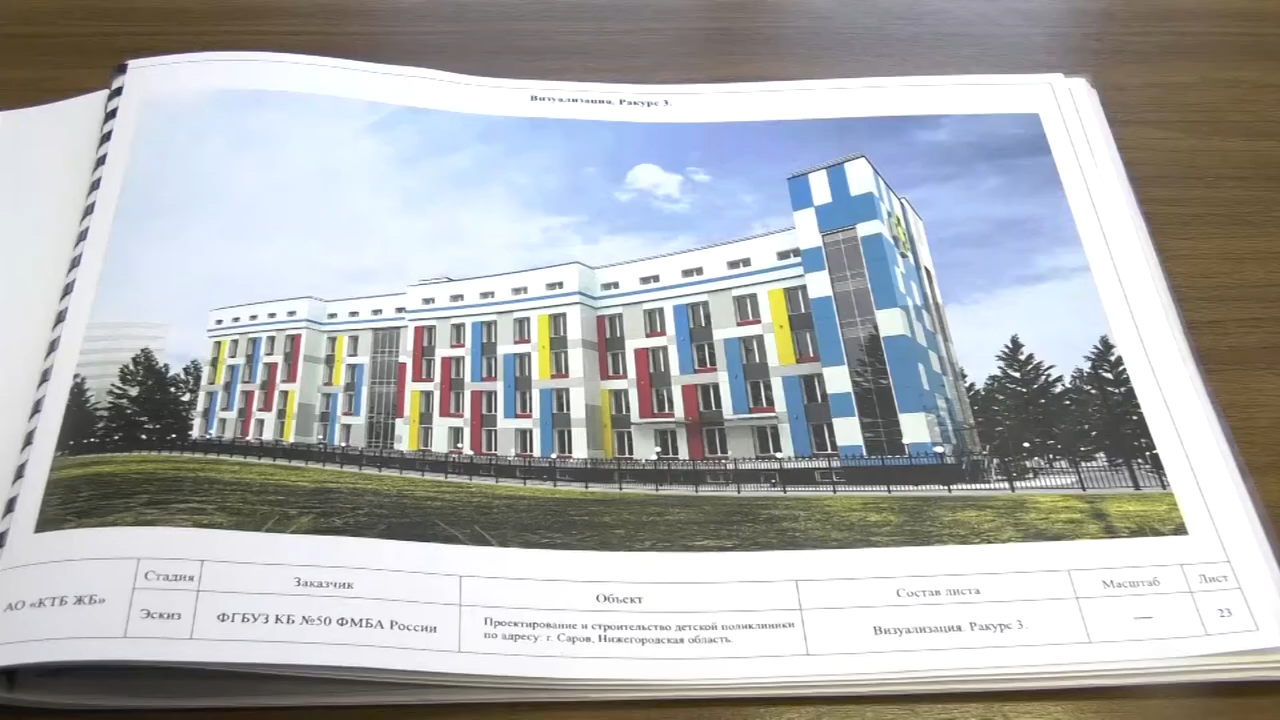 Визуализация. Ракурс 3.
АО «КТБ ЖБ»
Стадия
Эскиз
Заказчик
ФГБУЗ КБ №50 ФМБА России
Объект
Проектирование и строительство детской поликлиники
по адресу: г. Саров, Нижегородская область.
Состав листа
Визуализация. Ракурс 3.
Масштаб
—
Лист
23